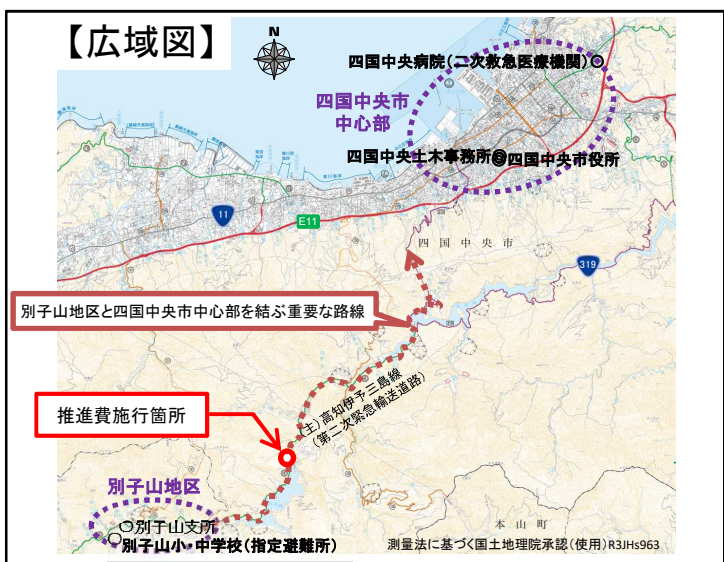 【広域図】
N
四国中央病院(二次救急医療機関)
四国中央市
中心部
四国中央土木事務所
四国中央市役所
11
E11
四国中央市
319
別子山地区と四国中央市中心部を結ぶ重要な路線
(主)高知伊予三島線
(第二次緊急輸送道路)
推進費施行箇所
別子山地区
別子山支所
別子山小・中学校(指定避難所)
本山町
測量法に基づく国土地理院承認(使用)R3JHs963